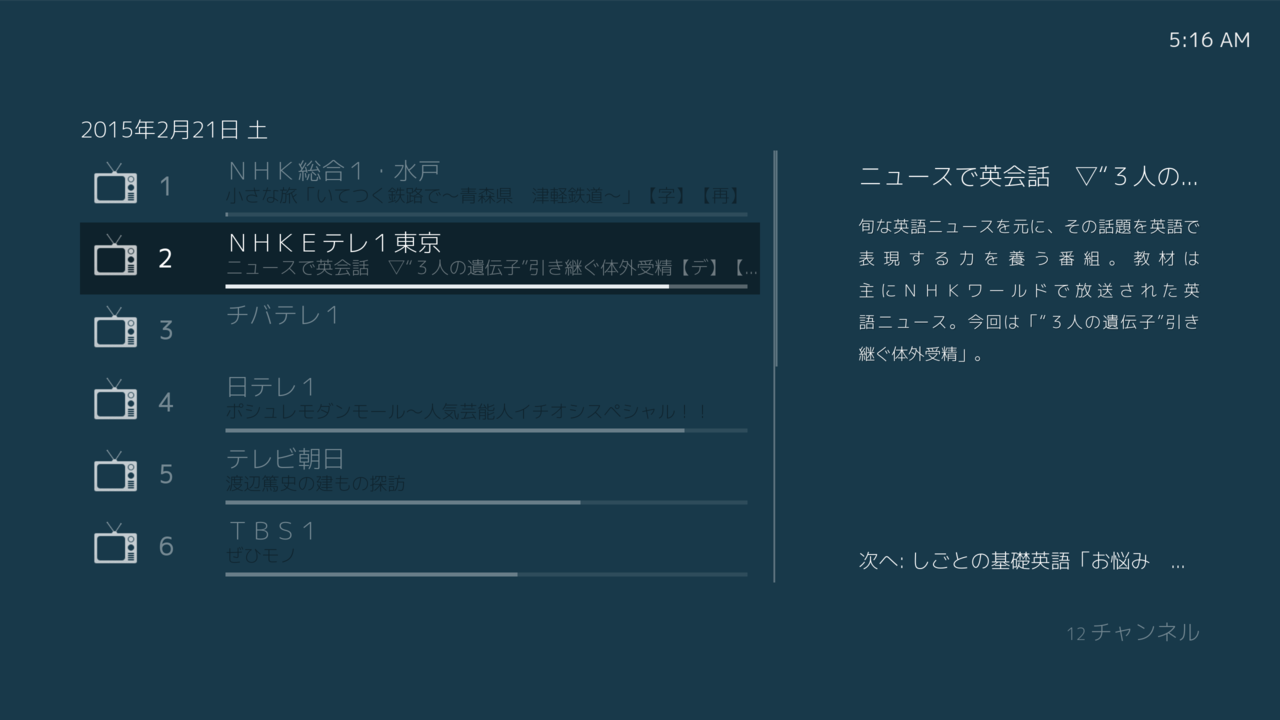 5:16 AM
2015年2月21日 土
1
NHK総合1・水戸
小さな旅「いてつく鉄路で～青森県　津軽鉄道～」【字】【再】
2
NHKEテレ1東京
ニュースで英会話　▽“３人の遺伝子”引き継ぐ体外受精【デ】【...
3
チバテレ1
4
日テレ1
ポシュレモダンモール～人気芸能人イチオシスペシャル！！
5
テレビ朝日
渡辺篤史の建もの探訪
6
TBS1
ぜひモノ
ニュースで英会話　▽“３人の...
旬な英語ニュースを元に、その話題を英語で
表現する力を養う番組。教材は
主にＮＨＫワールドで放送された英
語ニュース。今回は「“３人の遺伝子”引き
継ぐ体外受精」。
次へ: しごとの基礎英語「お悩み　...
12 チャンネル